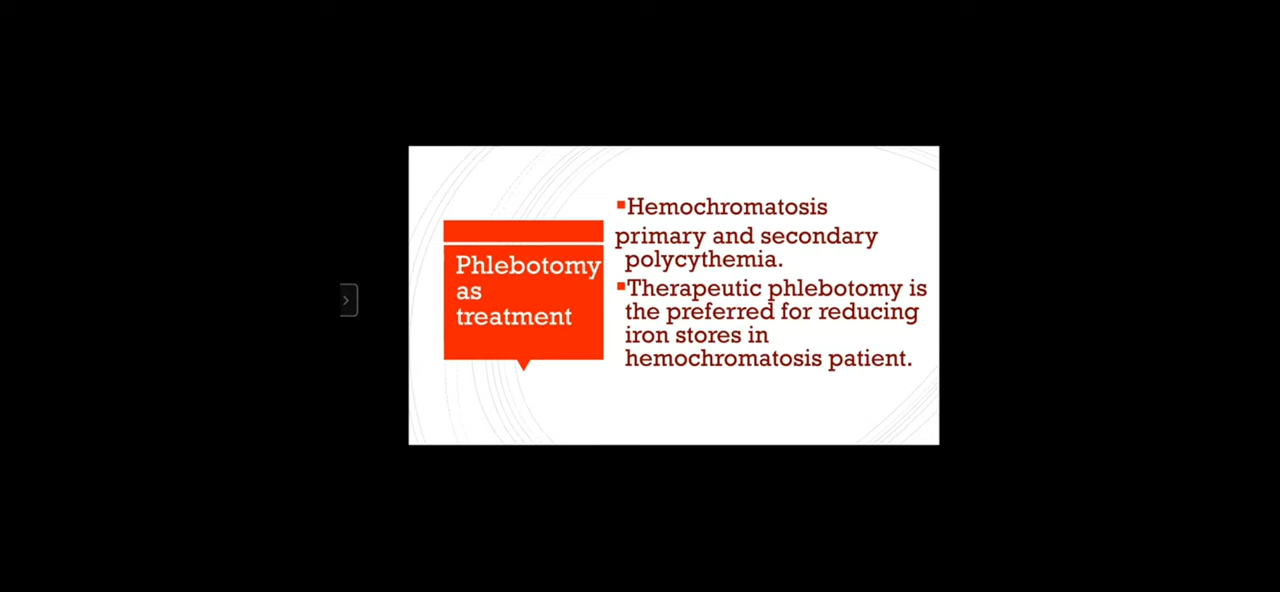 Phlebotomy
as
treatment
▪Hemochromatosis
primary and secondary
polycythemia.
▪Therapeutic phlebotomy is
the preferred for reducing
iron stores in
hemochromatosis patient.